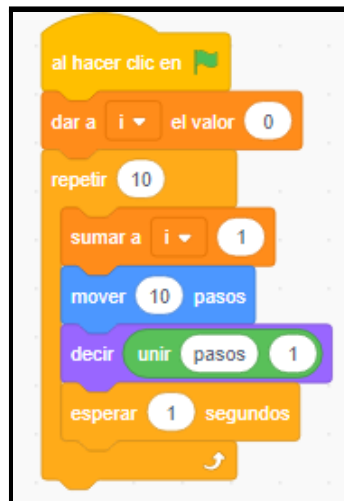 al hacer clic en
dar a i el valor 0
repetir 10
sumar a i 1
mover 10 pasos
decir unir pasos 1
esperar 1 segundos